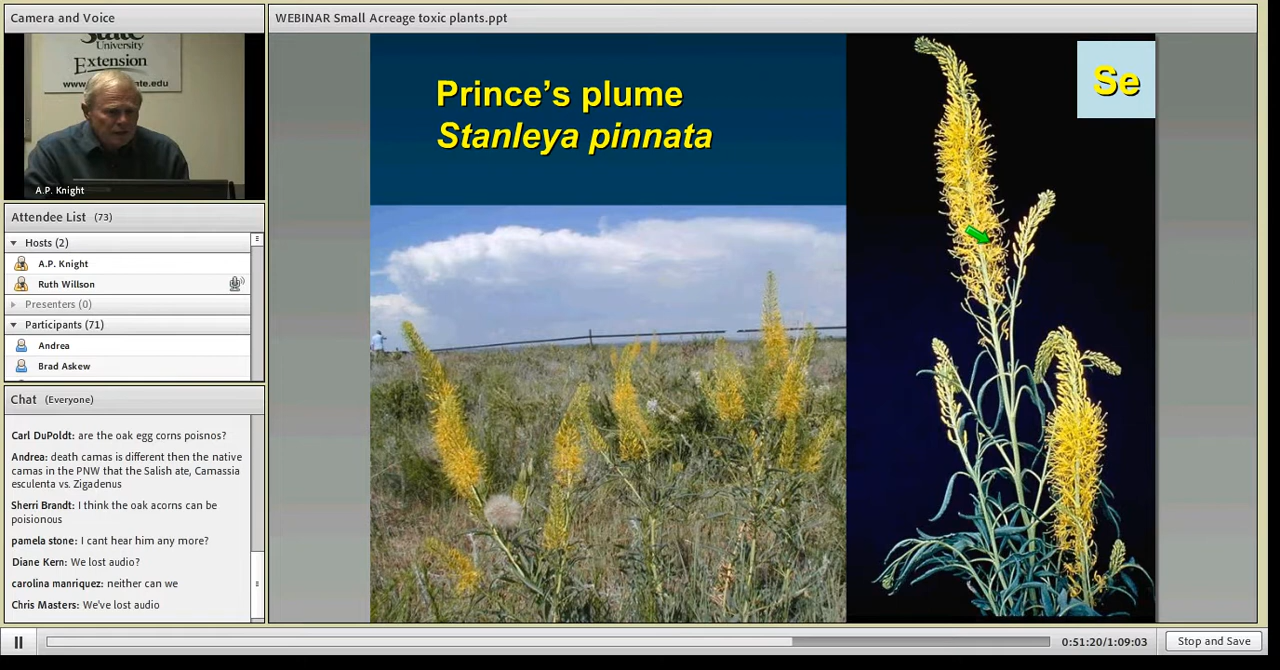 Camera and Voice
State
University
Extension
A.P. Knight
Attendee List (73)
Hosts (2)
A.P. Knight
Ruth Willson
Presenters (0)
Participants (71)
Andrea
Brad Askew
Chat (Everyone)
Carl DuPoldt: are the oak egg corns poisnos?
Andrea: death camas is different then the native
camas in the PNW that the Salish ate, Camassia
esculenta vs. Zigadenus
Sherri Brandt: I think the oak acorns can be
poisionous
pamela stone: I cant hear him any more?
Diane Kern: We lost audio?
carolina manriquez: neither can we
Chris Masters: We've lost audio
WEBINAR Small Acreage toxic plants.ppt
Prince's plume
Stanleya pinnata
Se
0:51:20/1:09:03
Stop and Save